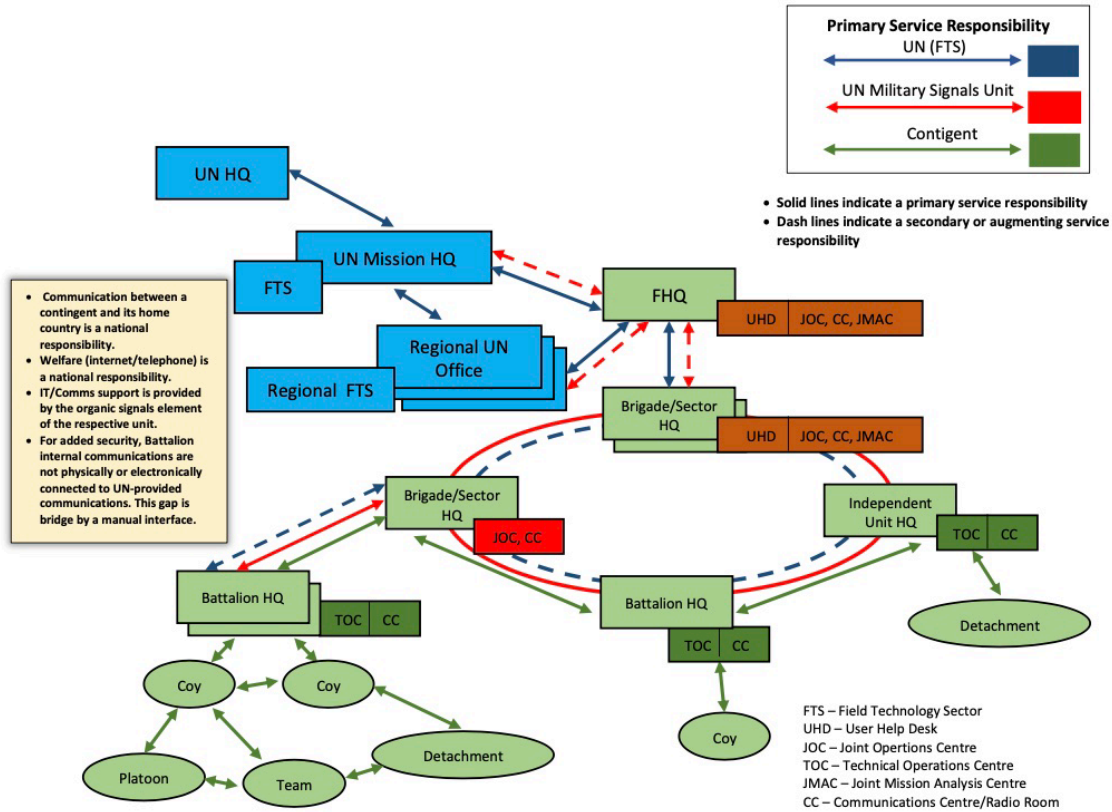 Primary Service Responsibility
UN (FTS)
UN Military Signals Unit
Contigent
• Solid lines indicate a primary service responsibility
• Dash lines indicate a secondary or augmenting service
responsibility
UN HQ
UN Mission HQ
FTS
FHQ
UHD
JOC, CC, JMAC
Regional UN
Office
Regional FTS
• Communication between a
contingent and its home
country is a national
responsibility.
• Welfare (internet/telephone) is
a national responsibility.
• IT/Comms support is provided
by the organic signals element
of the respective unit.
• For added security, Battalion
internal communications are
not physically or electronically
connected to UN-provided
communications. This gap is
bridge by a manual interface.
Brigade/Sector
HQ
UHD
JOC, CC, JMAC
Brigade/Sector
HQ
JOC, CC
Independent
Unit HQ
TOC
CC
Battalion HQ
TOC
CC
Battalion HQ
TOC
CC
Detachment
Coy
Coy
Detachment
Platoon
Team
Coy
FTS – Field Technology Sector
UHD – User Help Desk
JOC – Joint Opertions Centre
TOC – Technical Operations Centre
JMAC – Joint Mission Analysis Centre
CC – Communications Centre/Radio Room